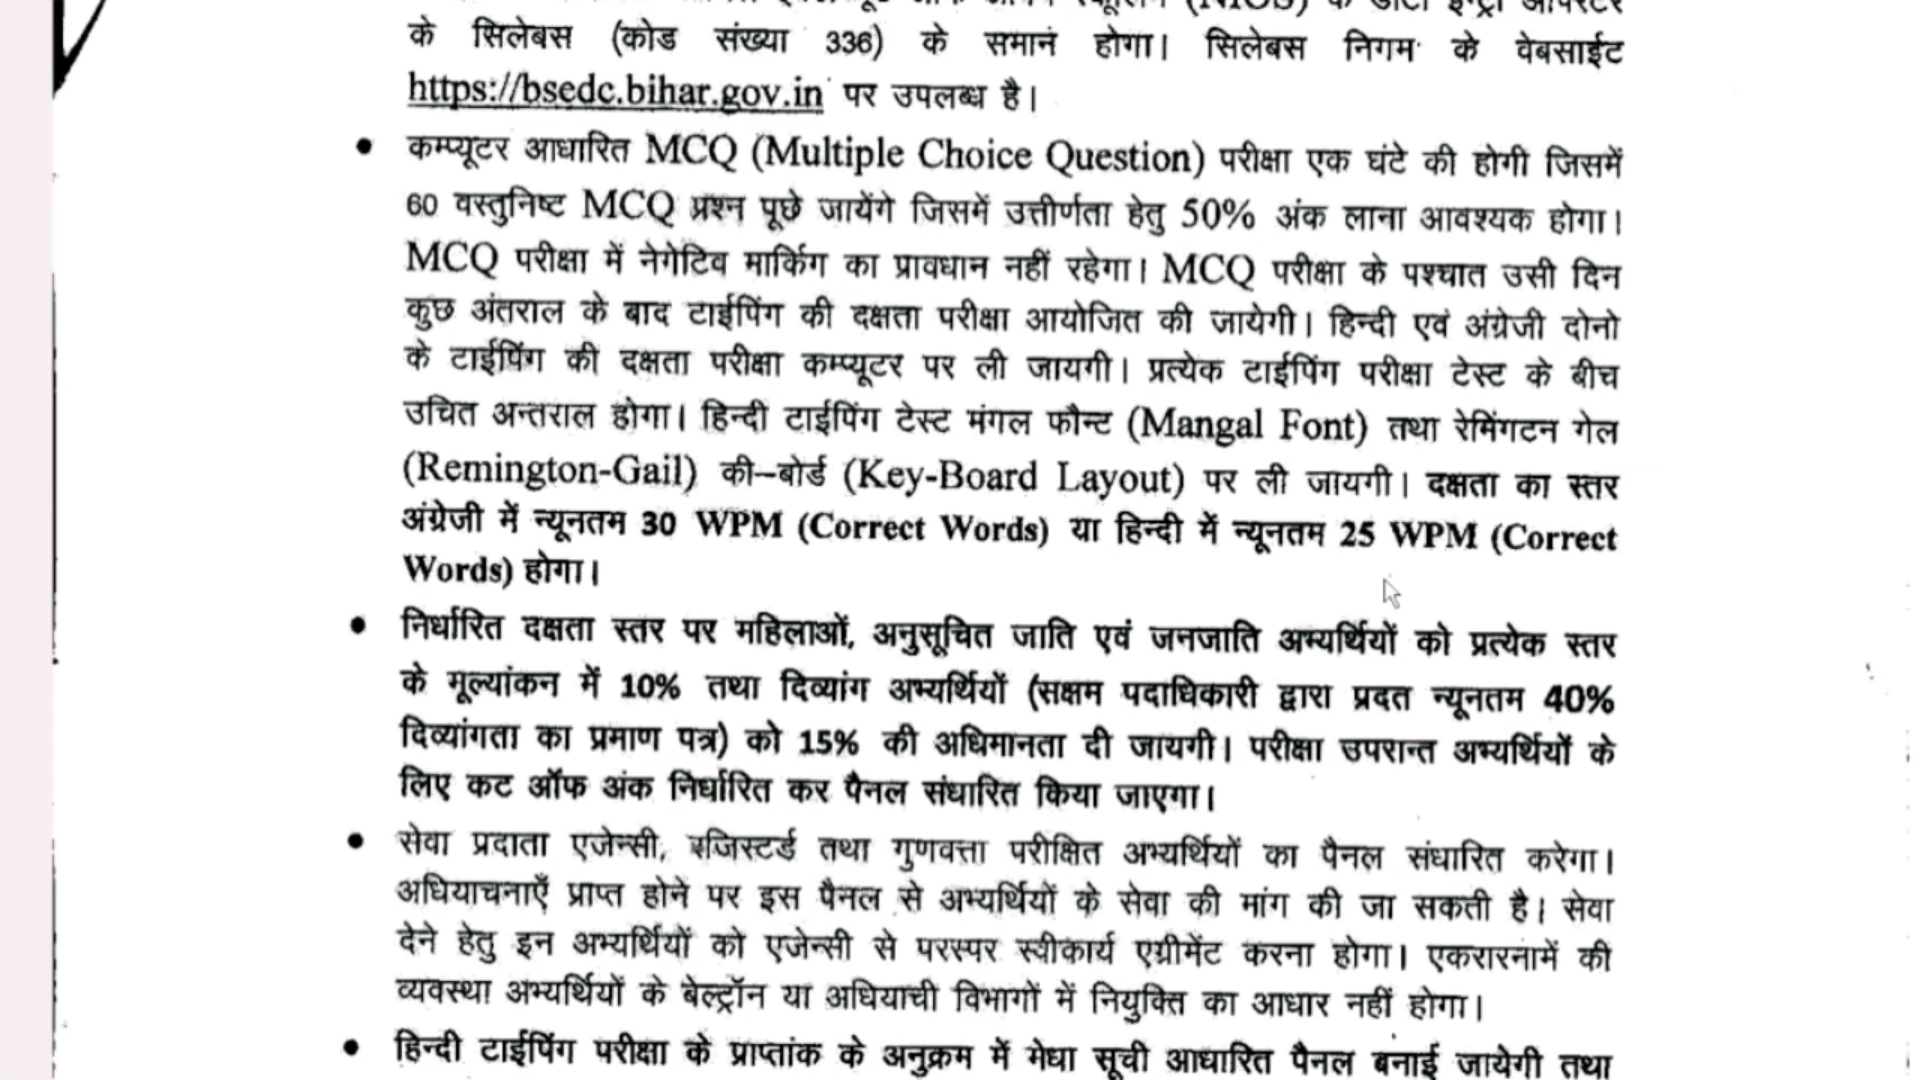 के सिलेबस (कोड संख्या 336) के समान होगा। सिलेबस निगम के वेबसाईट
https://bsedc.bihar.gov.in पर उपलब्ध है।
• कम्प्यूटर आधारित MCQ (Multiple Choice Question) परीक्षा एक घंटे की होगी जिसमें
60 वस्तुनिष्ट MCQ प्रश्न पूछे जायेंगे जिसमें उत्तीर्णता हेतु 50% अंक लाना आवश्यक होगा।
MCQ परीक्षा में नेगेटिव मार्किंग का प्रावधान नहीं रहेगा। MCQ परीक्षा के पश्चात उसी दिन
कुछ अंतराल के बाद टाईपिंग की दक्षता परीक्षा आयोजित की जायेगी। हिन्दी एवं अंग्रेजी दोनो
के टाईपिंग की दक्षता परीक्षा कम्प्यूटर पर ली जायगी। प्रत्येक टाईपिंग परीक्षा टेस्ट के बीच
उचित अन्तराल होगा। हिन्दी टाईपिंग टेस्ट मंगल फौन्ट (Mangal Font) तथा रेमिंगटन गेल
(Remington-Gail) की–बोर्ड (Key-Board Layout) पर ली जायगी। दक्षता का स्तर
अंग्रेजी में न्यूनतम 30 WPM (Correct Words) या हिन्दी में न्यूनतम 25 WPM (Correct
Words) होगा।
• निर्धारित दक्षता स्तर पर महिलाओं, अनुसूचित जाति एवं जनजाति अभ्यर्थियों को प्रत्येक स्तर
के मूल्यांकन में 10% तथा दिव्यांग अभ्यर्थियों (सक्षम पदाधिकारी द्वारा प्रदत न्यूनतम 40%
दिव्यांगता का प्रमाण पत्र) को 15% की अधिमानता दी जायगी। परीक्षा उपरान्त अभ्यर्थियों के
लिए कट ऑफ अंक निर्धारित कर पैनल संधारित किया जाएगा।
• सेवा प्रदाता एजेन्सी, रजिस्टर्ड तथा गुणवत्ता परीक्षित अभ्यर्थियों का पैनल संधारित करेगा।
अधियाचनाएँ प्राप्त होने पर इस पैनल से अभ्यर्थियों के सेवा की मांग की जा सकती है। सेवा
देने हेतु इन अभ्यर्थियों को एजेन्सी से परस्पर स्वीकार्य एग्रीमेंट करना होगा। एकरारनामें की
व्यवस्था अभ्यर्थियों के बेल्ट्रॉन या अधियाची विभागों में नियुक्ति का आधार नहीं होगा।
• हिन्दी टाईपिंग परीक्षा के प्राप्तांक के अनुक्रम में मेधा सूची आधारित पैनल बनाई जायेगी तथा